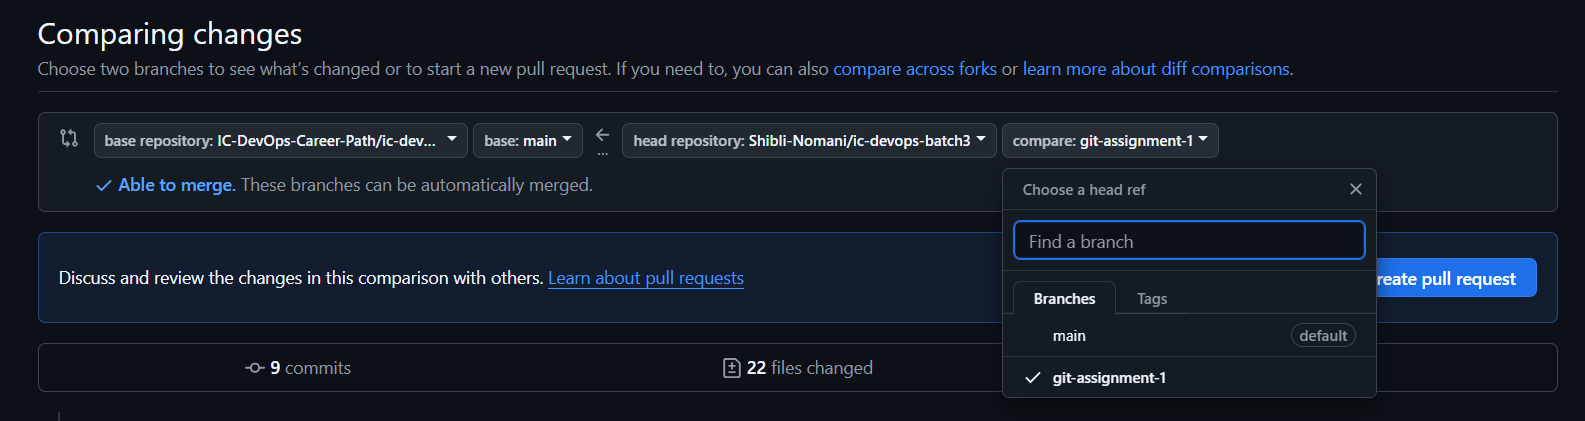 Comparing changes
Choose two branches to see what's changed or to start a new pull request. If you need to, you can also compare across forks or learn more about diff comparisons.
base repository: IC-DevOps-Career-Path/ic-dev... base: main head repository: Shibli-Nomani/ic-devops-batch3 compare: git-assignment-1
Able to merge. These branches can be automatically merged.
Choose a head ref
Find a branch
Discuss and review the changes in this comparison with others. Learn about pull requests
reate pull request
Branches Tags
main default
9 commits 22 files changed
git-assignment-1